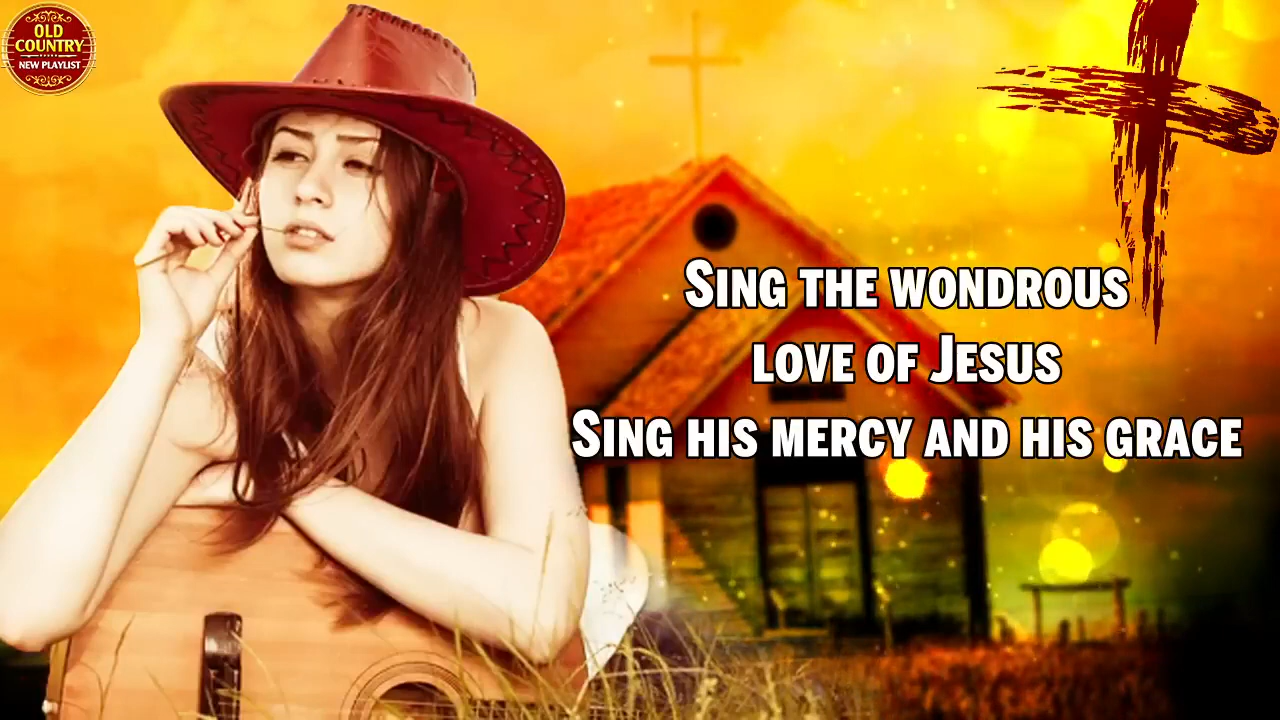 OLD
COUNTRY
NEW PLAYLIST
Sing the wondrous
love of Jesus
Sing his mercy and his grace